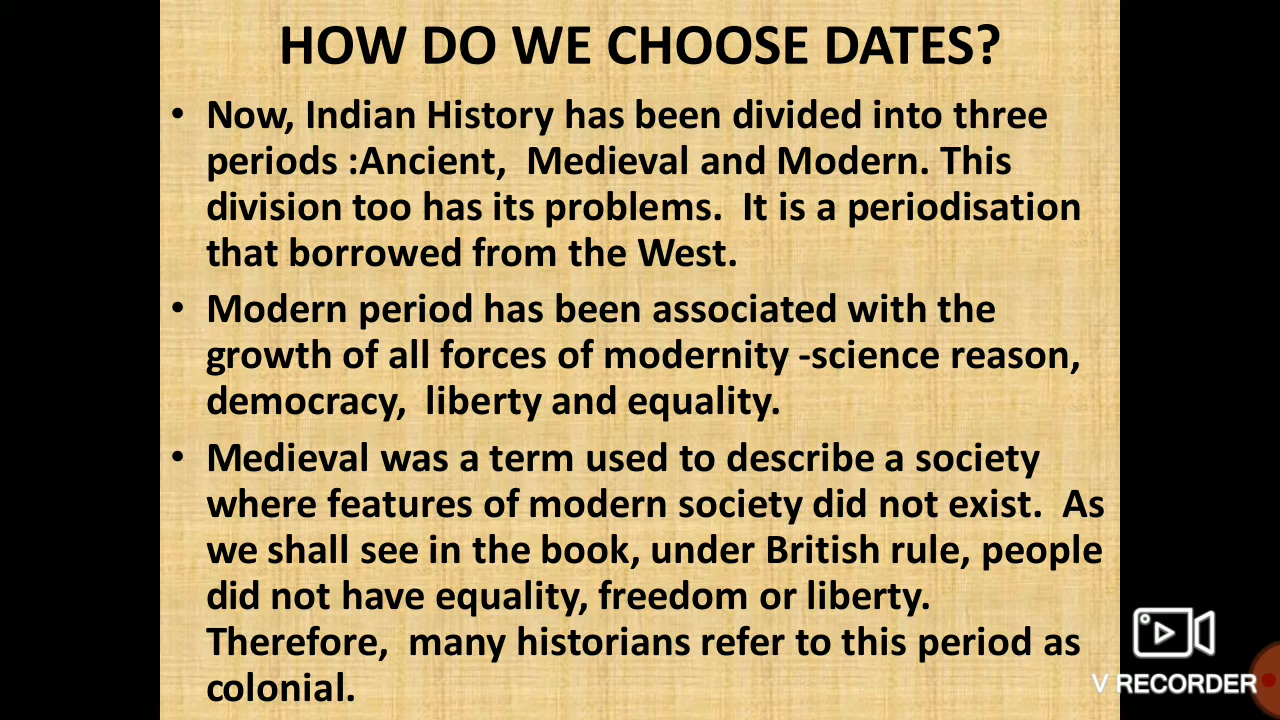 HOW DO WE CHOOSE DATES?
• Now, Indian History has been divided into three
periods :Ancient,  Medieval and Modern. This
division too has its problems.  It is a periodisation
that borrowed from the West.
• Modern period has been associated with the
growth of all forces of modernity -science reason,
democracy,  liberty and equality.
• Medieval was a term used to describe a society
where features of modern society did not exist.  As
we shall see in the book, under British rule, people
did not have equality, freedom or liberty.
Therefore,  many historians refer to this period as
colonial.
V RECORDER